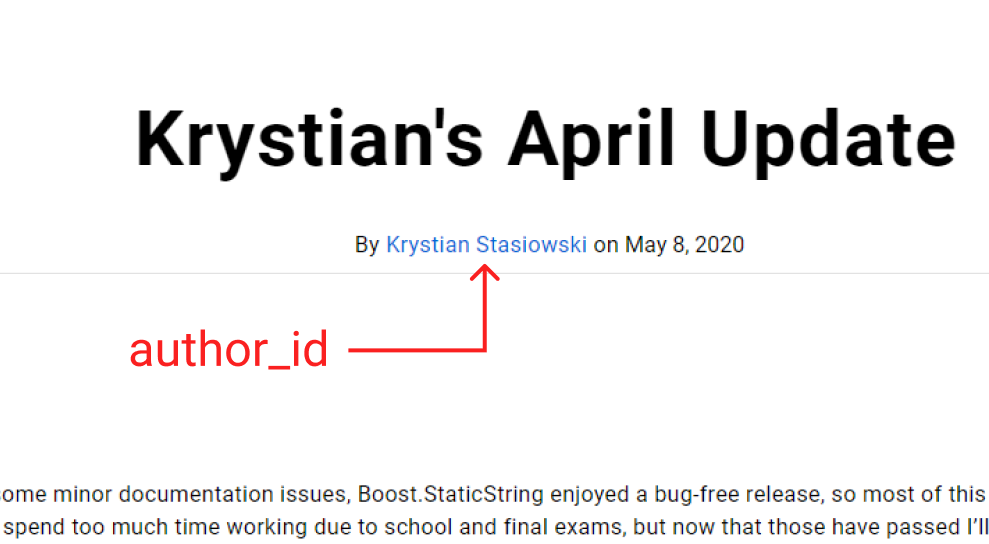 Krystian's April Update
By Krystian Stasiowski on May 8, 2020
author_id
some minor documentation issues, Boost.StaticString enjoyed a bug-free release, so most of this
spend too much time working due to school and final exams, but now that those have passed I’ll